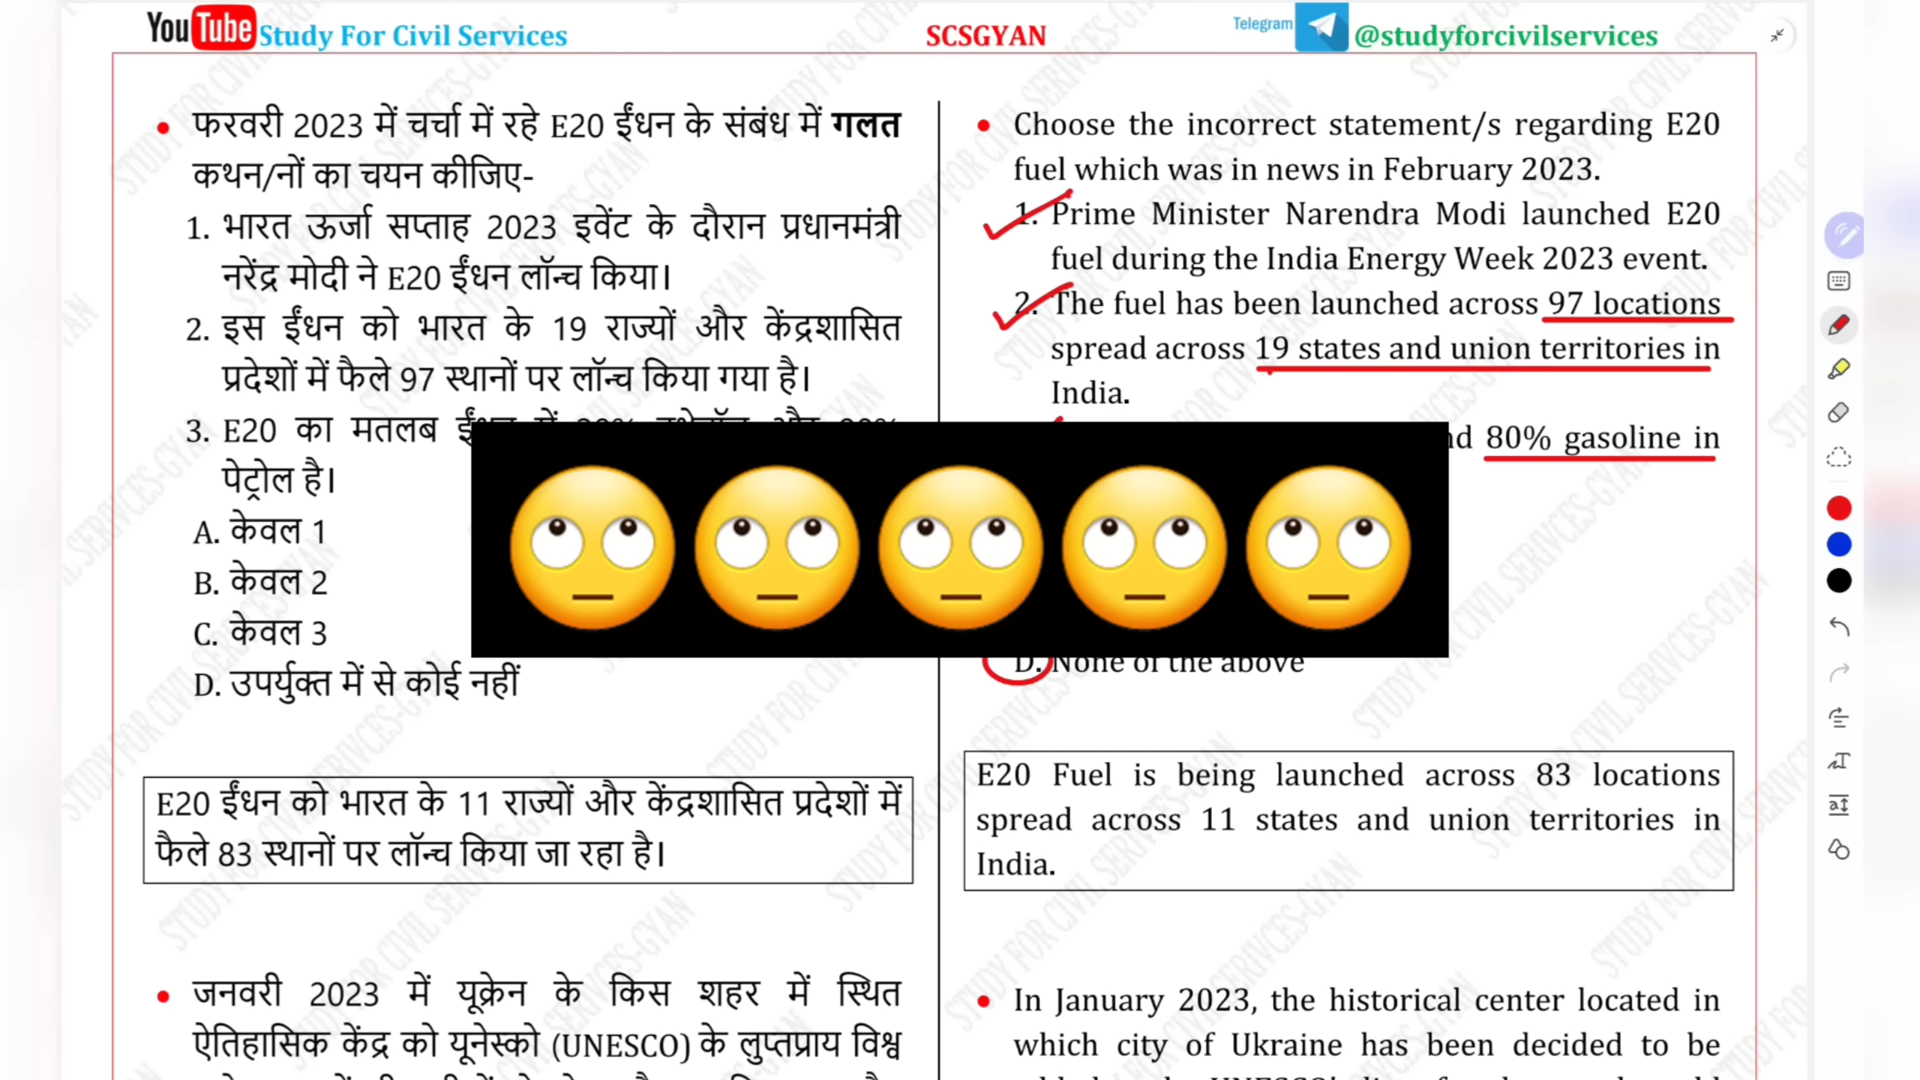 YouTube Study For Civil Services
SCSGYAN
Telegram @studyforcivilservices
फरवरी 2023 में चर्चा में रहे E20 ईंधन के संबंध में गलत
कथन/नों का चयन कीजिए-
1. भारत ऊर्जा सप्ताह 2023 इवेंट के दौरान प्रधानमंत्री
नरेंद्र मोदी ने E20 ईंधन लॉन्च किया।
2. इस ईंधन को भारत के 19 राज्यों और केंद्रशासित
प्रदेशों में फैले 97 स्थानों पर लॉन्च किया गया है।
3. E20 का मतलब ईंधन में
पेट्रोल है।
A. केवल 1
B. केवल 2
C. केवल 3
D. उपर्युक्त में से कोई नहीं
E20 ईंधन को भारत के 11 राज्यों और केंद्रशासित प्रदेशों में
फैले 83 स्थानों पर लॉन्च किया जा रहा है।
जनवरी 2023 में यूक्रेन के किस शहर में स्थित
ऐतिहासिक केंद्र को यूनेस्को (UNESCO) के लुप्तप्राय विश्व
Choose the incorrect statement/s regarding E20
fuel which was in news in February 2023.
1. Prime Minister Narendra Modi launched E20
fuel during the India Energy Week 2023 event.
2. The fuel has been launched across 97 locations
spread across 19 states and union territories in
India.
80% gasoline in
D. None of the above
E20 Fuel is being launched across 83 locations
spread across 11 states and union territories in
India.
In January 2023, the historical center located in
which city of Ukraine has been decided to be